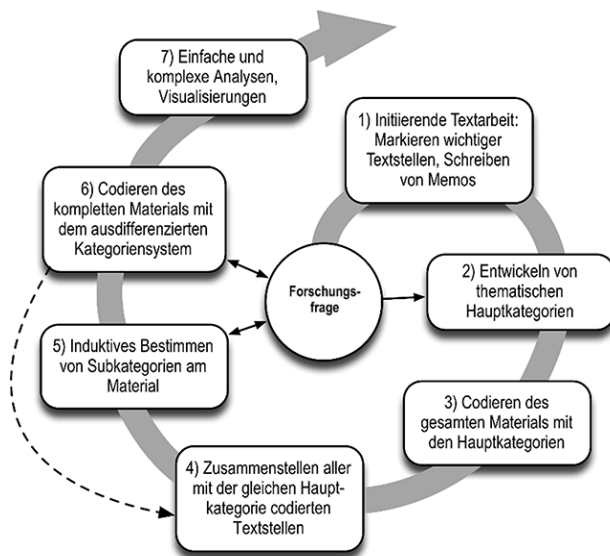 7) Einfache und
komplexe Analysen,
Visualisierungen
1) Initiierende Textarbeit:
Markieren wichtiger
Textstellen, Schreiben
von Memos
6) Codieren des
kompletten Materials mit
dem ausdifferenzierten
Kategoriensystem
Forschungs-
frage
2) Entwickeln von
thematischen
Hauptkategorien
5) Induktives Bestimmen
von Subkategorien am
Material
3) Codieren des
gesamten Materials mit
den Hauptkategorien
4) Zusammenstellen aller
mit der gleichen Haupt-
kategorie codierten
Textstellen